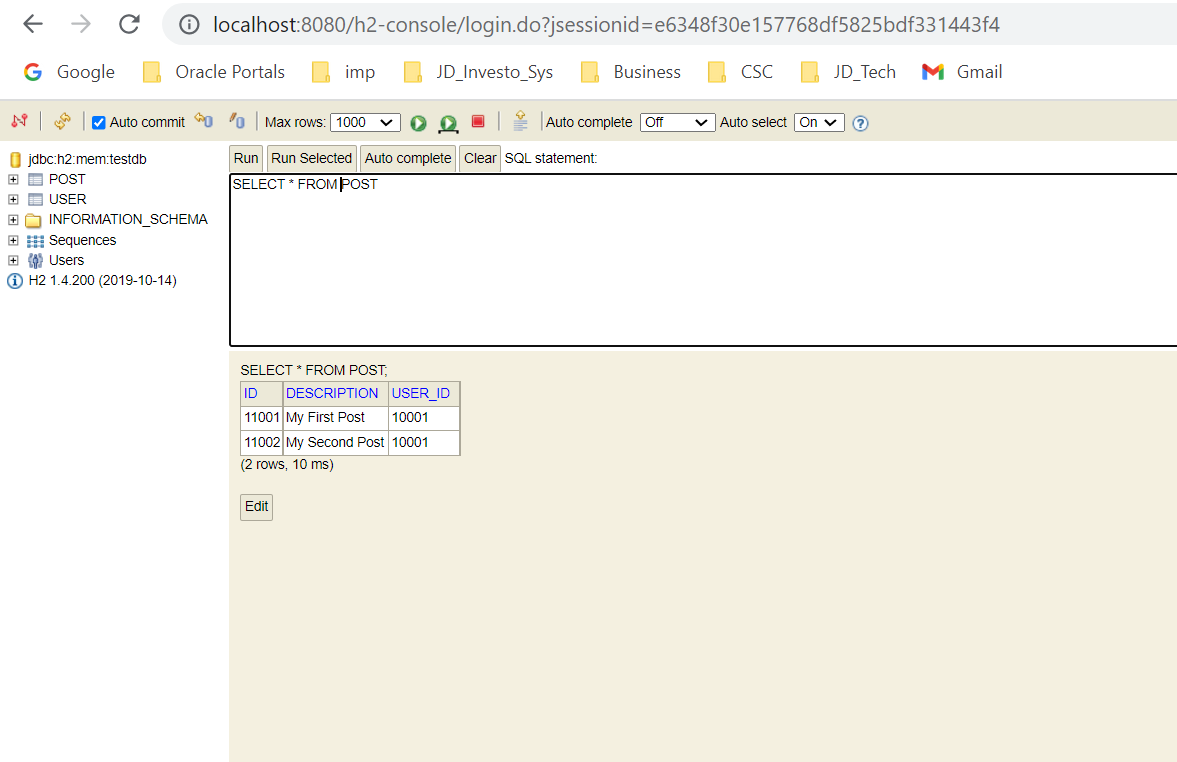 localhost:8080/h2-console/login.do?jsessionid=e6348f30e157768df5825bdf331443f4
Google Oracle Portals imp JD_Investo_Sys Business CSC JD_Tech Gmail
Auto commit Max rows: 1000 Auto complete Off Auto select On
jdbc:h2:mem:testdb
POST
USER
INFORMATION_SCHEMA
Sequences
Users
H2 1.4.200 (2019-10-14)
Run Run Selected Auto complete Clear SQL statement:
SELECT * FROM POST
SELECT * FROM POST;
ID DESCRIPTION USER_ID
11001 My First Post 10001
11002 My Second Post 10001
(2 rows, 10 ms)
Edit